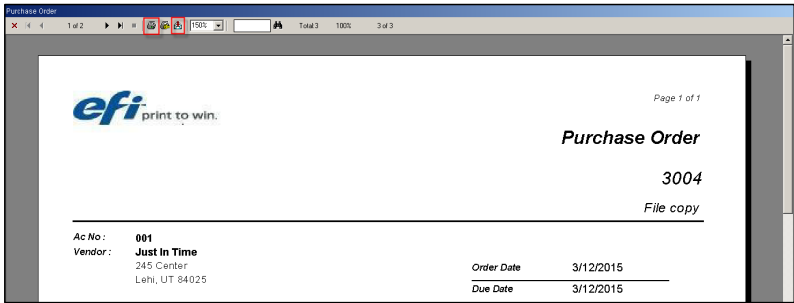 Purchase Order
1 of 2 150% Total:3 100% 3 of 3
efi print to win.
Page 1 of 1
Purchase Order
3004
File copy
Ac No : 001
Vendor : Just In Time
245 Center
Lehi, UT 84025
Order Date 3/12/2015
Due Date 3/12/2015